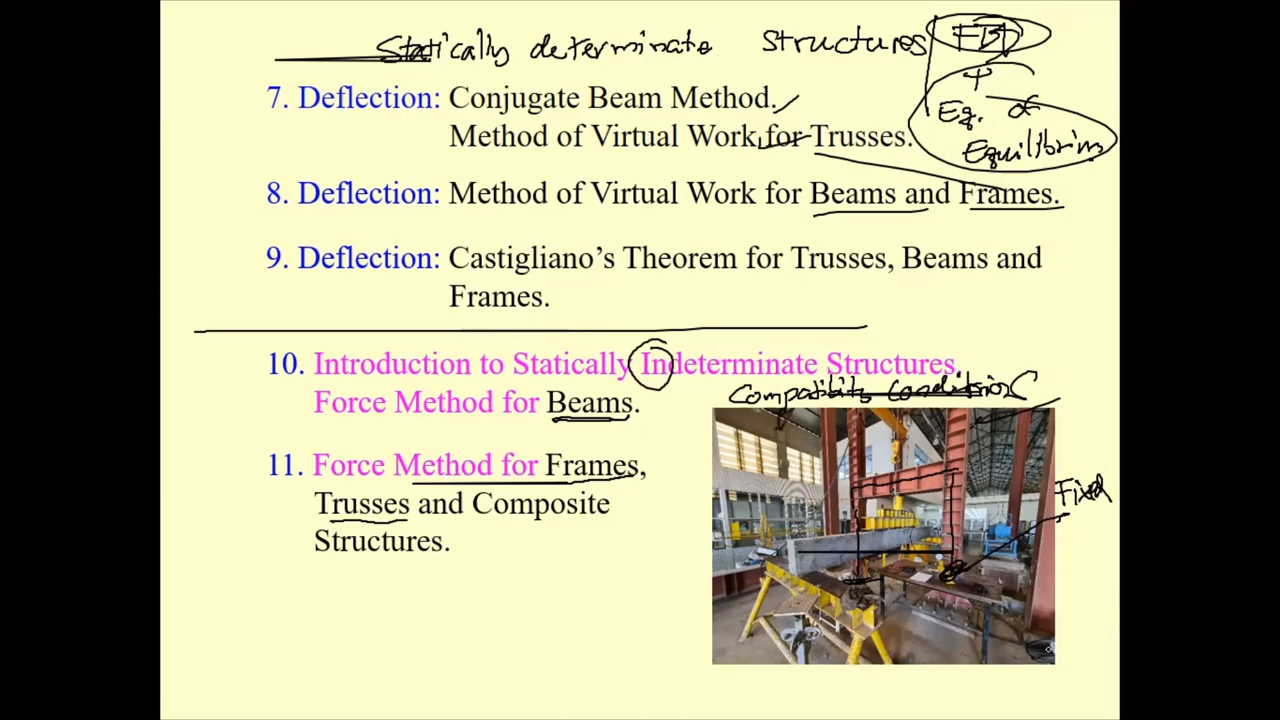 Statically determinate structures FBD
+
7. Deflection: Conjugate Beam Method.
Eq. of
Method of Virtual Work for Trusses.
Equilibrium
8. Deflection: Method of Virtual Work for Beams and Frames.
9. Deflection: Castigliano’s Theorem for Trusses, Beams and
Frames.
10. Introduction to Statically Indeterminate Structures.
Compatibility conditions
Force Method for Beams.
11. Force Method for Frames,
Fixed
Trusses and Composite
Structures.